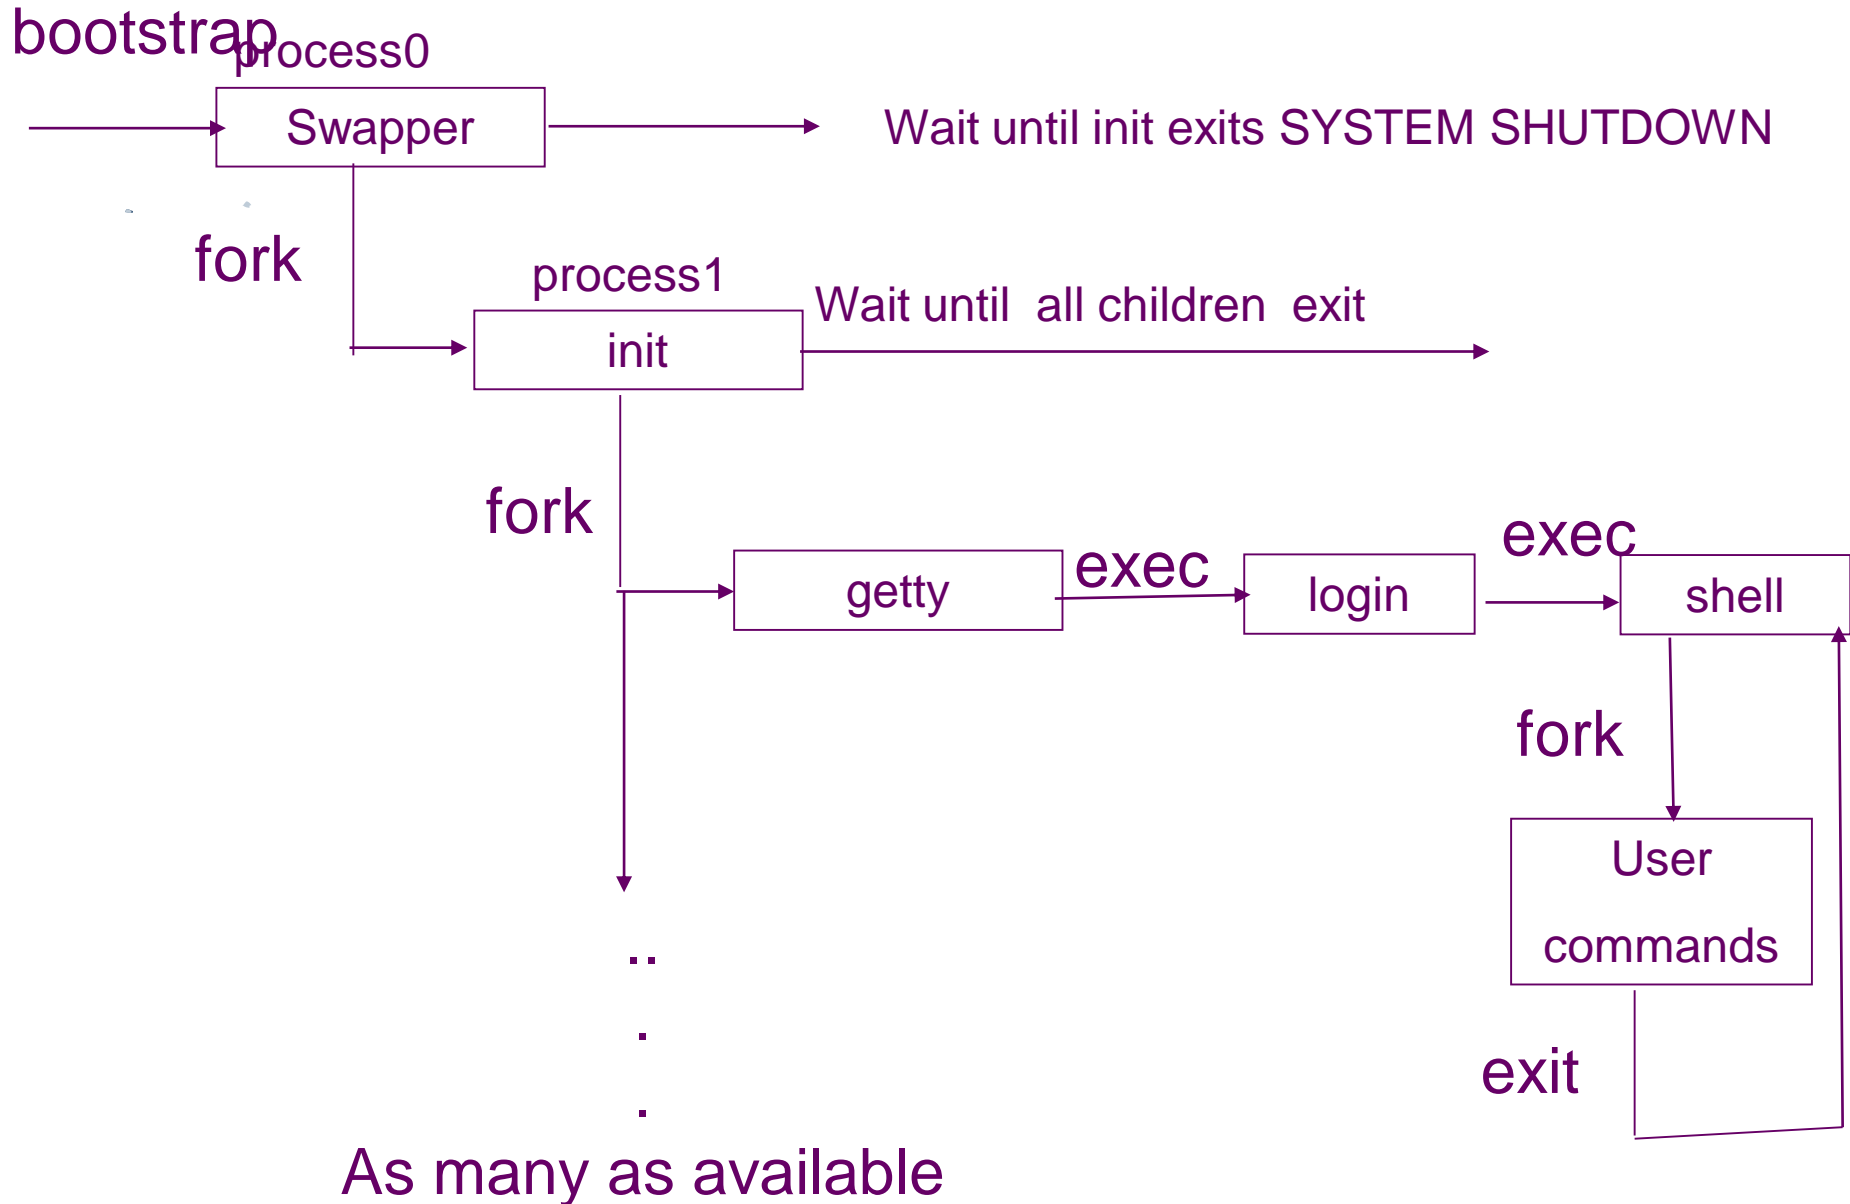 bootstrap
process0
Swapper
Wait until init exits SYSTEM SHUTDOWN
fork
process1
Wait until all children exit
init
fork
exec
exec
getty
login
shell
fork
User
commands
..
.
exit
.
As many as available